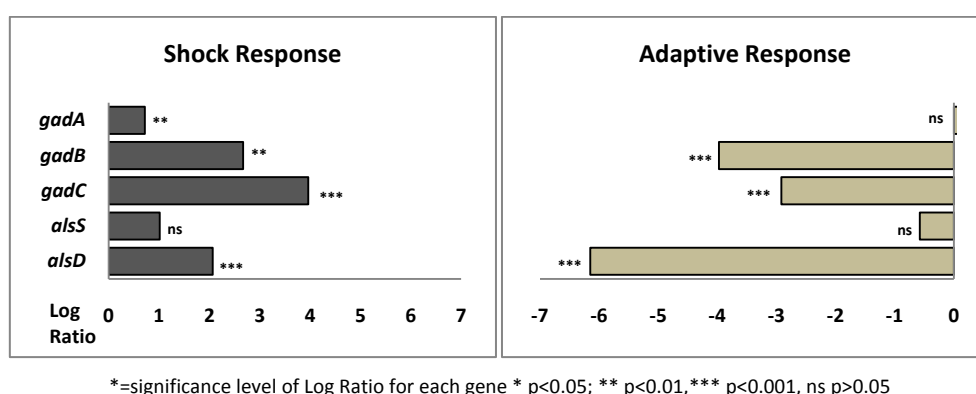 Shock Response
gadA
**
gadB
**
gadC
***
alsS
ns
alsD
***
Log Ratio
0 1 2 3 4 5 6 7
Adaptive Response
ns
***
***
ns
***
-7 -6 -5 -4 -3 -2 -1 0
*=significance level of Log Ratio for each gene * p<0.05; ** p<0.01,*** p<0.001, ns p>0.05